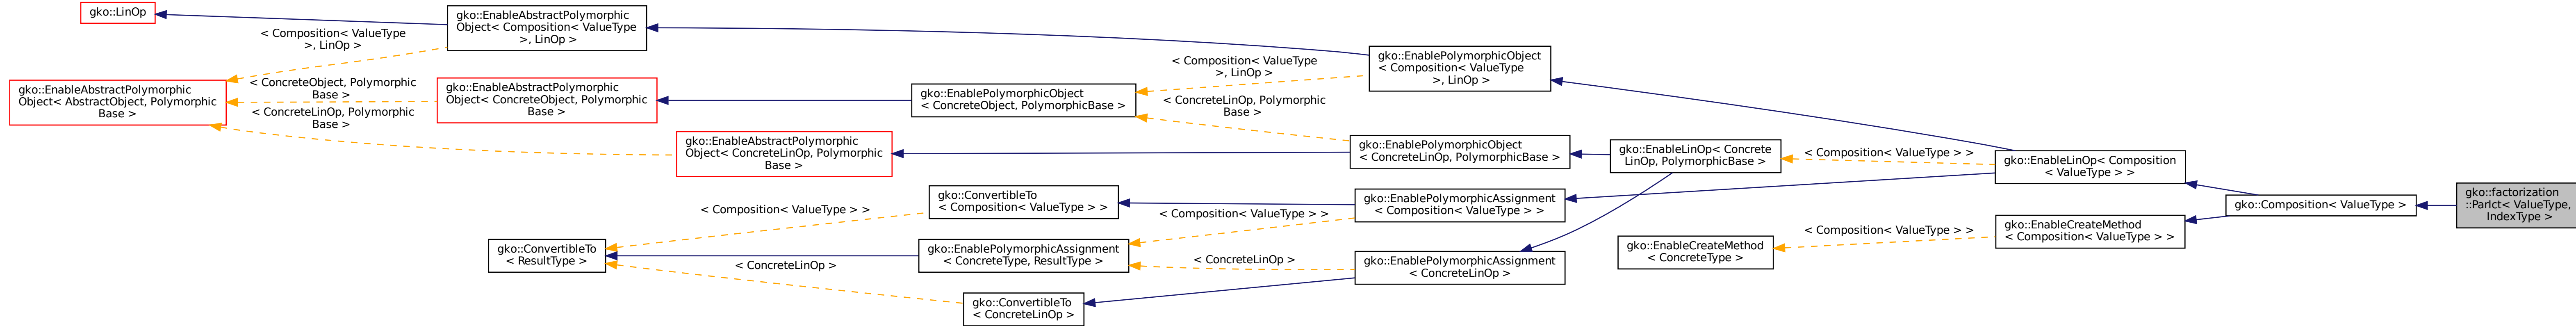 gko::LinOp
gko::EnableAbstractPolymorphic
Object< Composition< ValueType
>, LinOp >
< Composition< ValueType
>, LinOp >
gko::EnableAbstractPolymorphic
Object< AbstractObject, Polymorphic
Base >
< ConcreteObject, Polymorphic
Base >
< ConcreteLinOp, Polymorphic
Base >
gko::EnableAbstractPolymorphic
Object< ConcreteObject, Polymorphic
Base >
gko::EnableAbstractPolymorphic
Object< ConcreteLinOp, Polymorphic
Base >
gko::EnablePolymorphicObject
< ConcreteObject, PolymorphicBase >
< Composition< ValueType
>, LinOp >
< ConcreteLinOp, Polymorphic
Base >
gko::EnablePolymorphicObject
< Composition< ValueType
>, LinOp >
gko::EnablePolymorphicObject
< ConcreteLinOp, PolymorphicBase >
gko::EnableLinOp< Concrete
LinOp, PolymorphicBase >
< Composition< ValueType > >
gko::EnableLinOp< Composition
< ValueType > >
gko::ConvertibleTo
< Composition< ValueType > >
< Composition< ValueType > >
gko::EnablePolymorphicAssignment
< Composition< ValueType > >
< Composition< ValueType > >
gko::ConvertibleTo
< ResultType >
gko::EnablePolymorphicAssignment
< ConcreteType, ResultType >
< ConcreteLinOp >
< ConcreteLinOp >
gko::EnablePolymorphicAssignment
< ConcreteLinOp >
gko::ConvertibleTo
< ConcreteLinOp >
gko::EnableCreateMethod
< ConcreteType >
< Composition< ValueType > >
gko::EnableCreateMethod
< Composition< ValueType > >
gko::Composition< ValueType >
gko::factorization
::ParIct< ValueType,
IndexType >